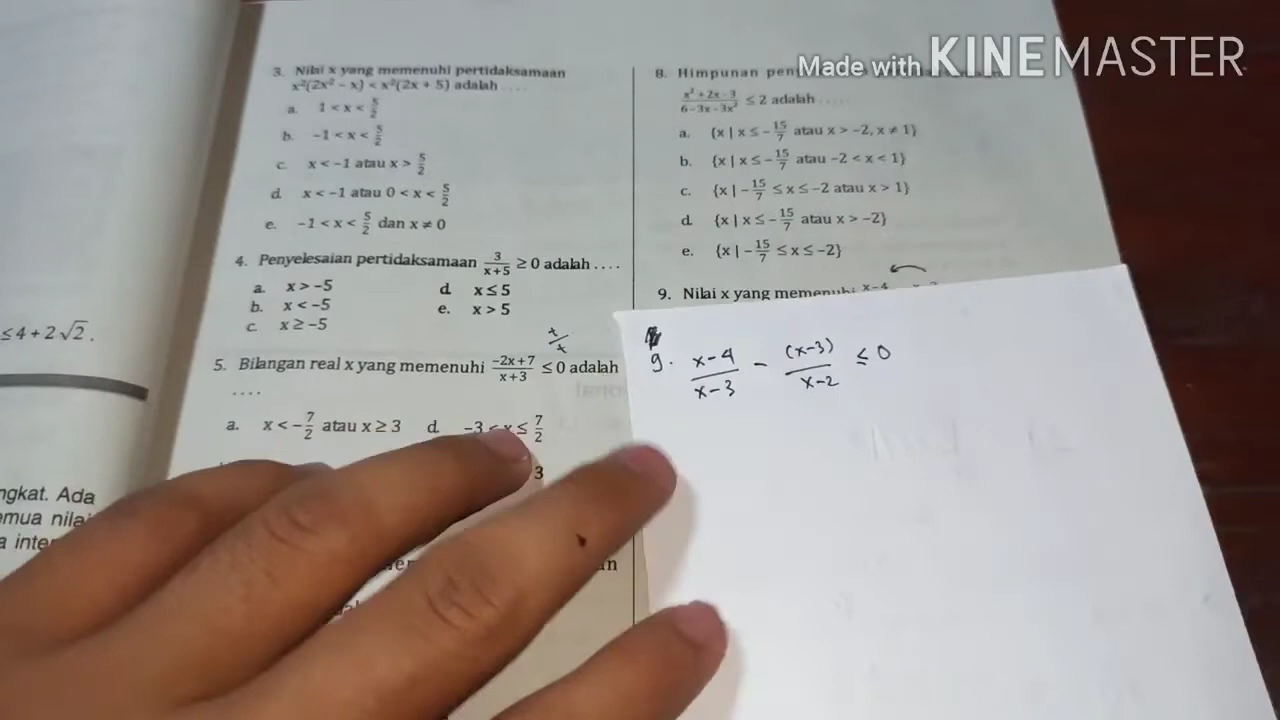 Made with KINEMASTER
≤ 4 + 2√2.
ngkat. Ada
emua nilai
a inter
3. Nilai x yang memenuhi pertidaksamaan
x²(2x² − x) < x²(2x + 5) adalah ....
a. 1 < x < 5/2
b. −1 < x < 5/2
c. x < −1 atau x > 5/2
d. x < −1 atau 0 < x < 5/2
e. −1 < x < 5/2 dan x ≠ 0
4. Penyelesaian pertidaksamaan 3/(x+5) ≥ 0 adalah ....
a. x > −5
b. x < −5
c. x ≥ −5
d. x ≤ 5
e. x > 5
5. Bilangan real x yang memenuhi (−2x+7)/(x+3) ≤ 0 adalah
....
a. x < −7/2 atau x ≥ 3
d. −3 < x ≤ 7/2
3
8. Himpunan
(x² + 2x − 3)/(6 − 3x − 3x²) ≤ 2 adalah ....
a. {x | x ≤ −15/7 atau x > −2, x ≠ 1}
b. {x | x ≤ −15/7 atau −2 < x < 1}
c. {x | −15/7 ≤ x ≤ −2 atau x > 1}
d. {x | x ≤ −15/7 atau x > −2}
e. {x | −15/7 ≤ x ≤ −2}
9. Nilai x yang memenuhi x−4
9. (x−4)/(x−3) − (x−3)/(x−2) ≤ 0